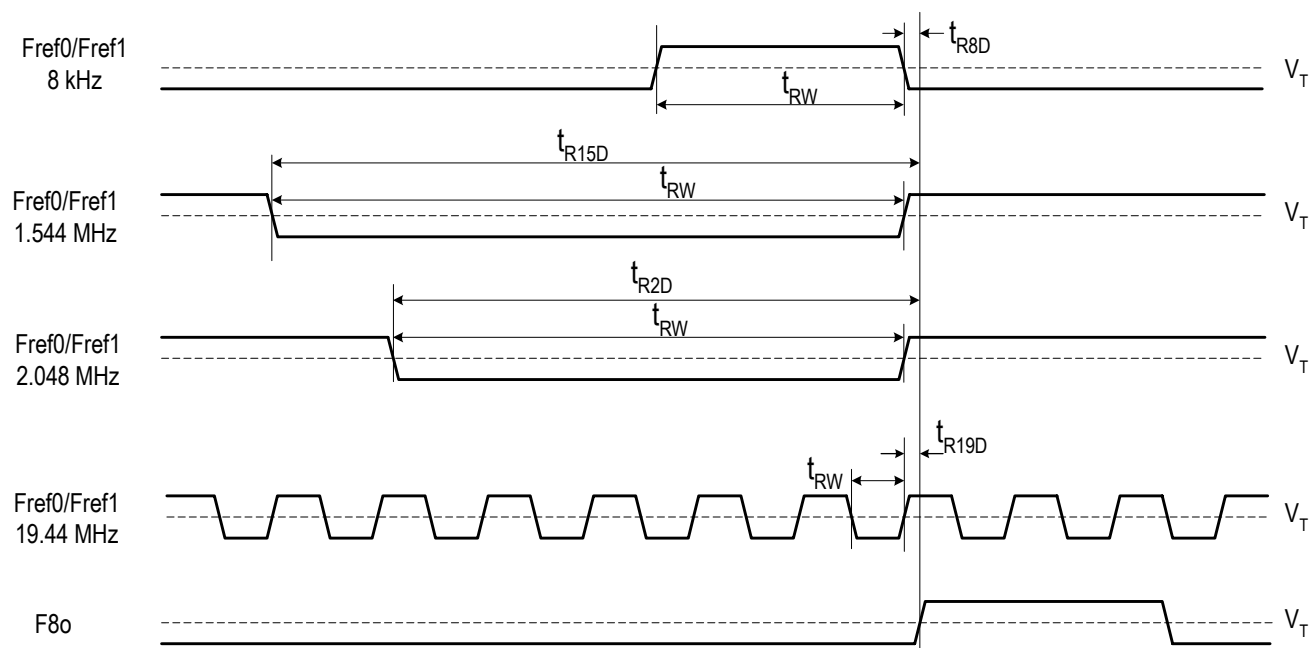 Fref0/Fref1
8 kHz
tR8D
tRW
VT
tR15D
tRW
Fref0/Fref1
1.544 MHz
VT
tR2D
tRW
Fref0/Fref1
2.048 MHz
VT
tR19D
tRW
Fref0/Fref1
19.44 MHz
VT
F8o
VT